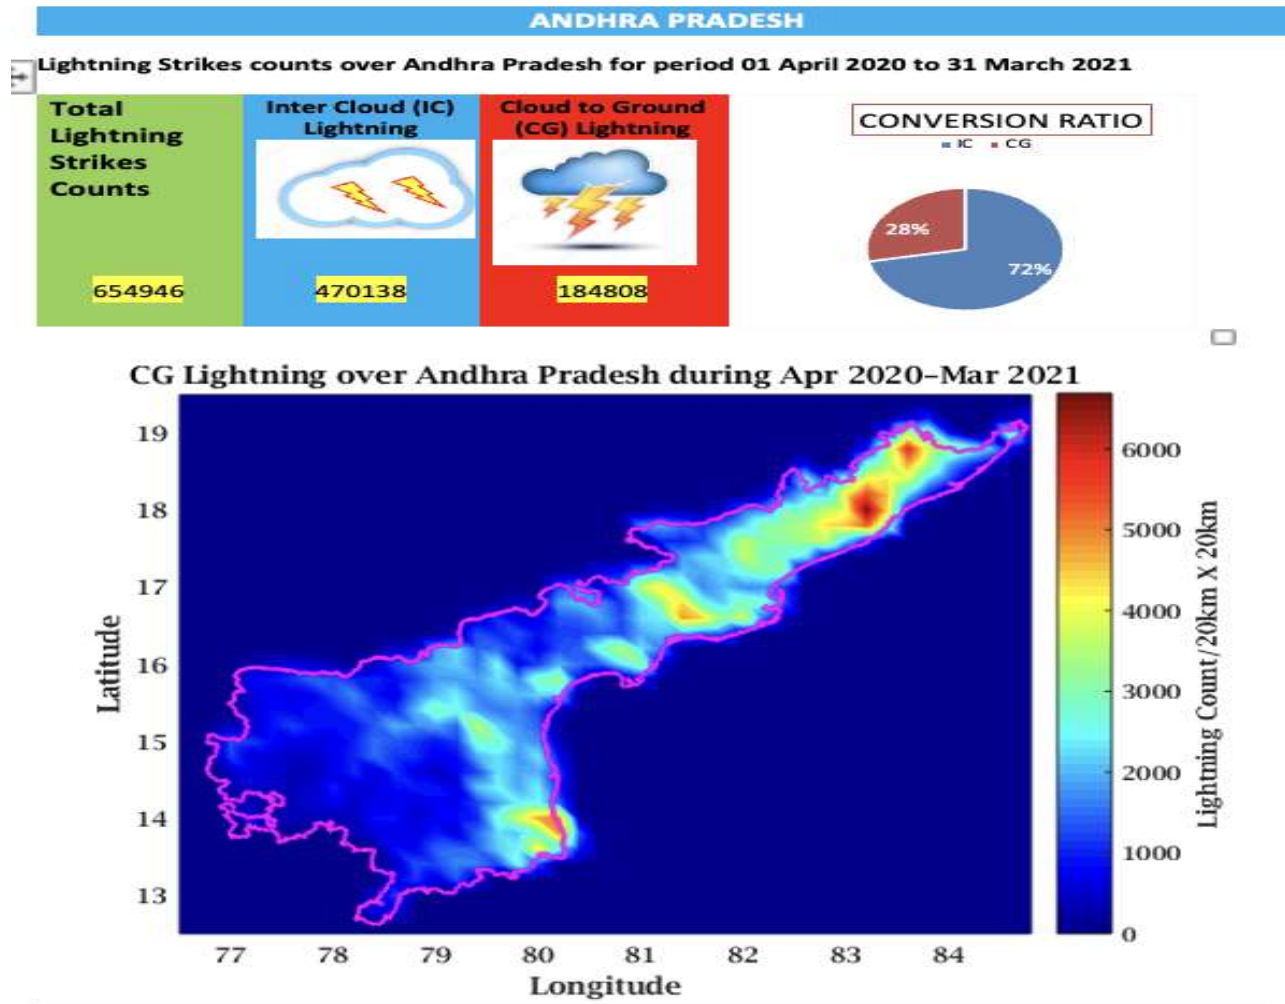 ANDHRA PRADESH
Lightning Strikes counts over Andhra Pradesh for period 01 April 2020 to 31 March 2021
Total
Lightning
Strikes
Counts
654946
Inter Cloud (IC)
Lightning
470138
Cloud to Ground
(CG) Lightning
184808
CONVERSION RATIO
IC CG
28%
72%
CG Lightning over Andhra Pradesh during Apr 2020-Mar 2021
Latitude
19
18
17
16
15
14
13
77 78 79 80 81 82 83 84
Longitude
6000
5000
4000
3000
2000
1000
0
Lightning Count/20km X 20km